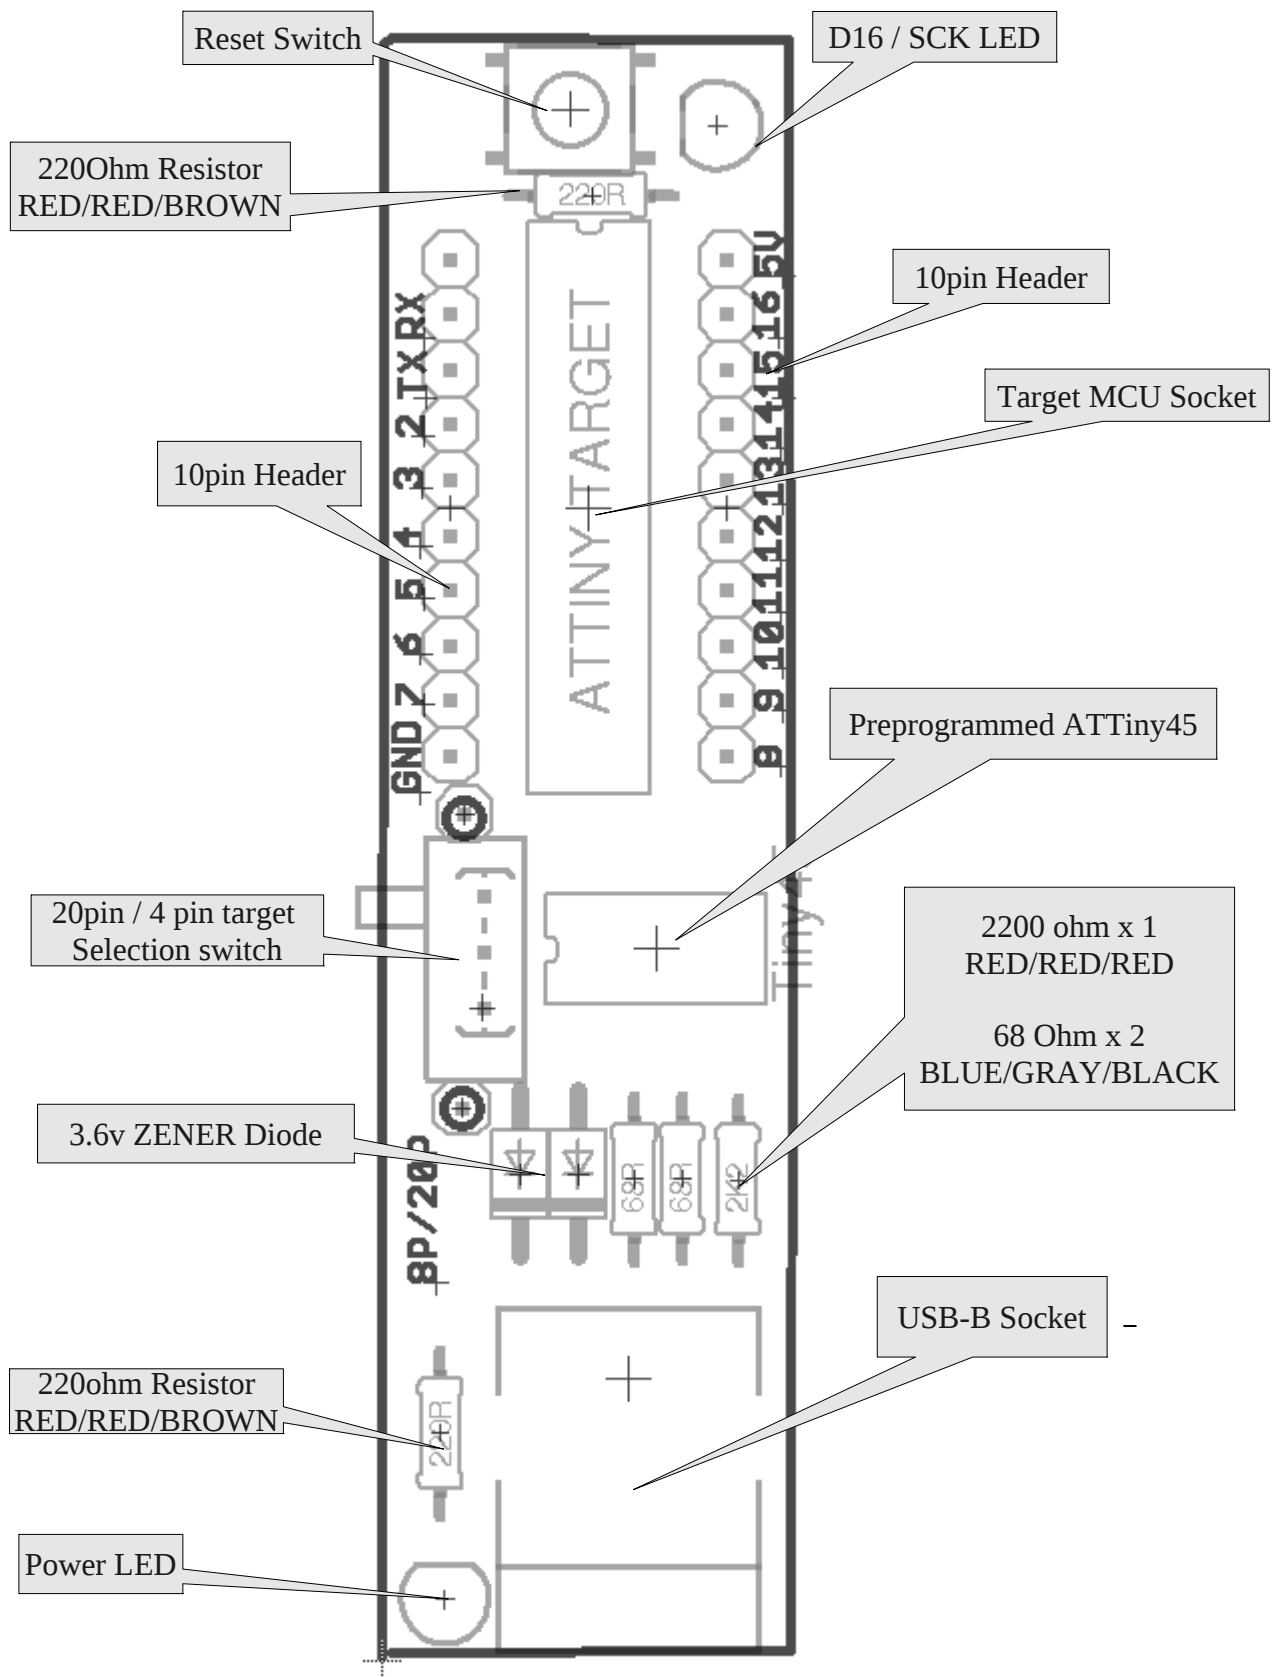 Reset Switch
D16 / SCK LED
220Ohm Resistor
RED/RED/BROWN
220R
5V
10pin Header
RX
16
TX
15
Target MCU Socket
2
14
10pin Header
3
13
ATTINY TARGET
4
12
5
11
6
10
7
9
GND
8
Preprogrammed ATTiny45
20pin / 4 pin target
Selection switch
2200 ohm x 1
RED/RED/RED
68 Ohm x 2
BLUE/GRAY/BLACK
3.6v ZENER Diode
68R
68R
2K2
8P/20P
USB-B Socket
–
220ohm Resistor
RED/RED/BROWN
220R
Power LED